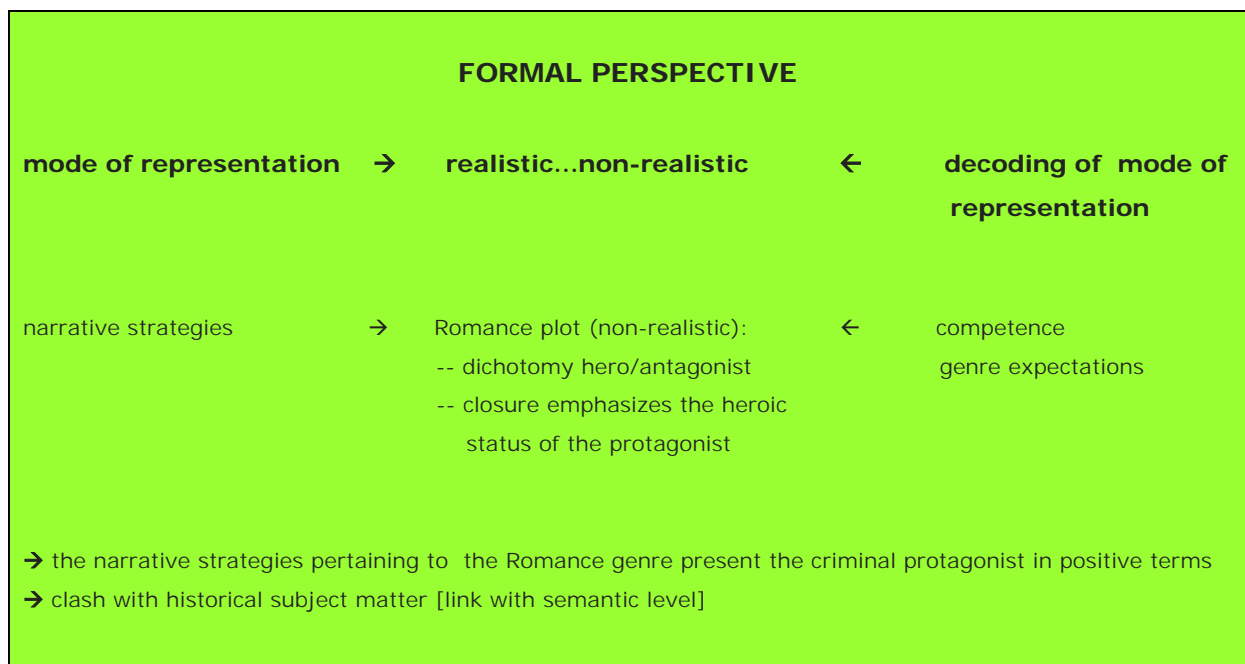 FORMAL PERSPECTIVE
mode of representation → realistic...non-realistic ← decoding of mode of
representation
narrative strategies → Romance plot (non-realistic): ← competence
-- dichotomy hero/antagonist genre expectations
-- closure emphasizes the heroic
status of the protagonist
→ the narrative strategies pertaining to the Romance genre present the criminal protagonist in positive terms
→ clash with historical subject matter [link with semantic level]